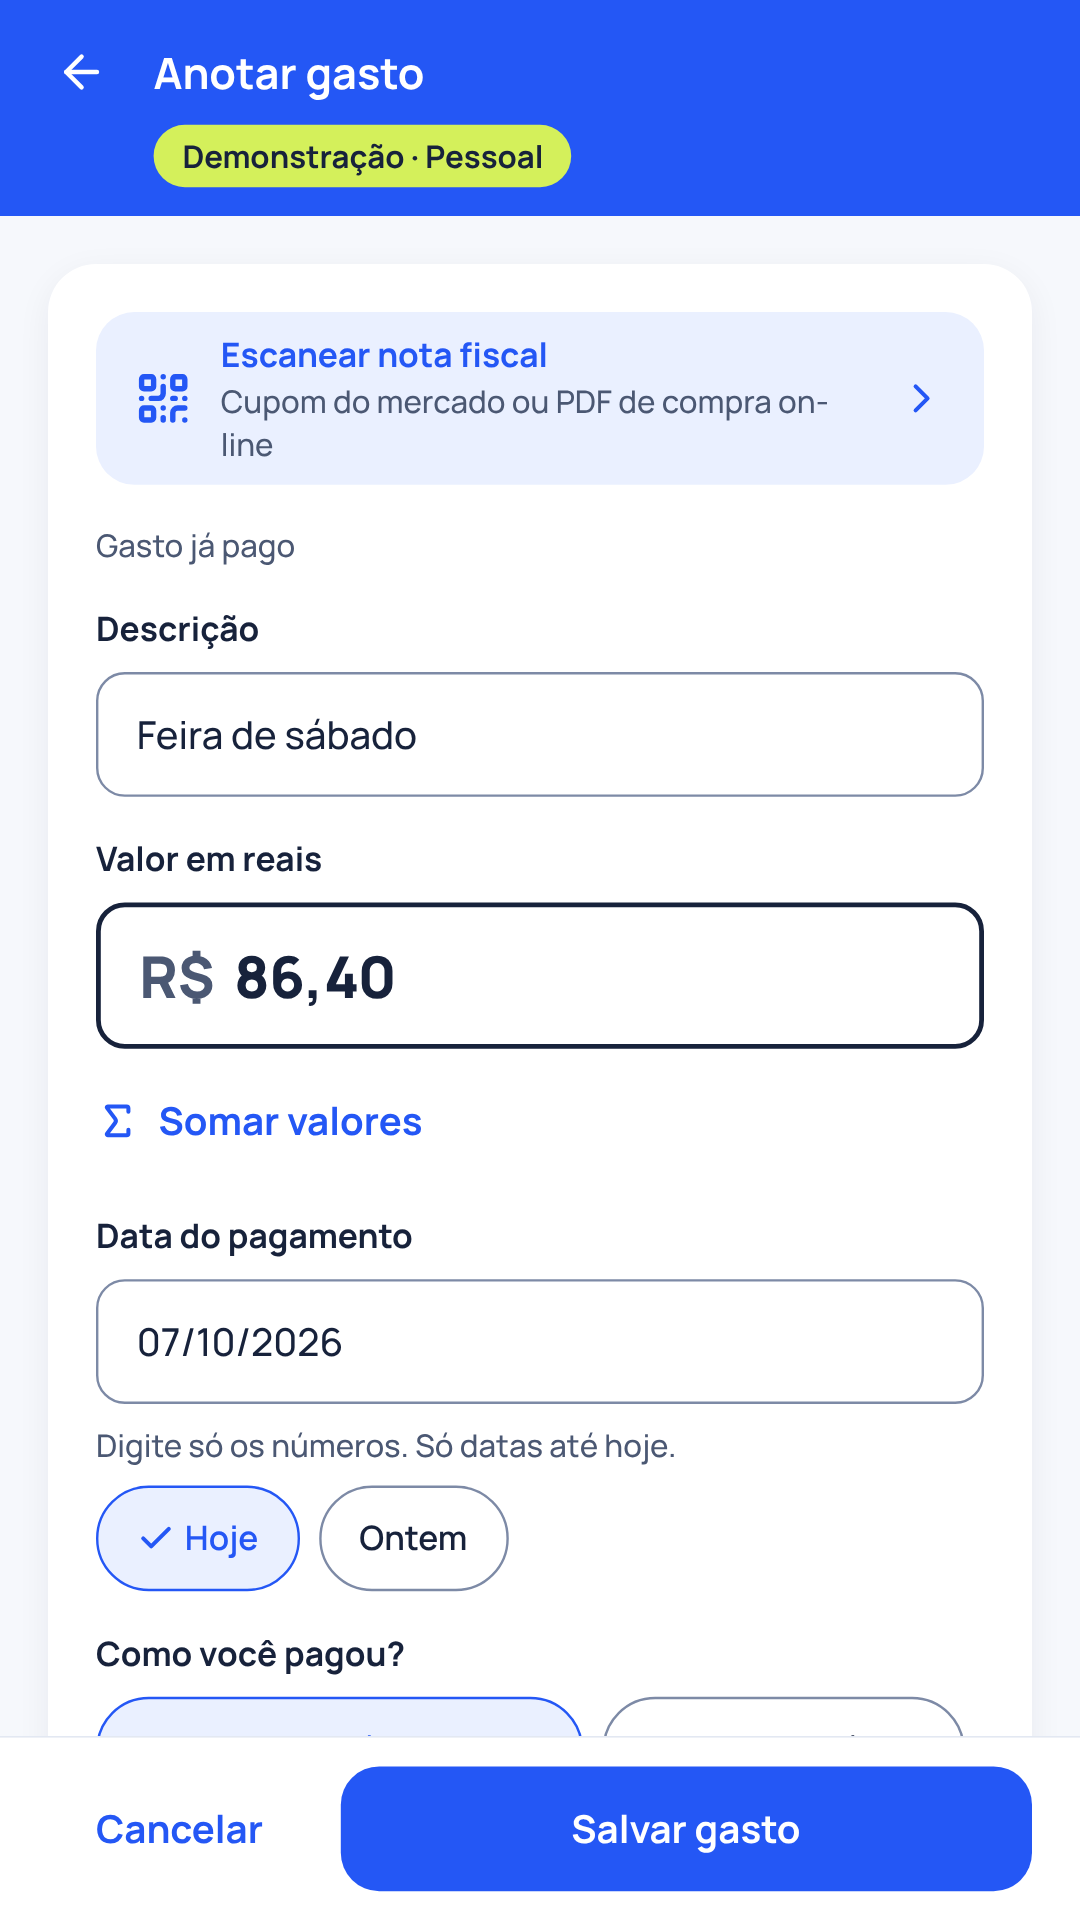 Anotar gasto
Demonstração · Pessoal
Escanear nota fiscal
Cupom do mercado ou PDF de compra on-
line
Gasto já pago
Descrição
Feira de sábado
Valor em reais
R$ 86,40
Somar valores
Data do pagamento
07/10/2026
Digite só os números. Só datas até hoje.
Hoje
Ontem
Como você pagou?
Cancelar
Salvar gasto